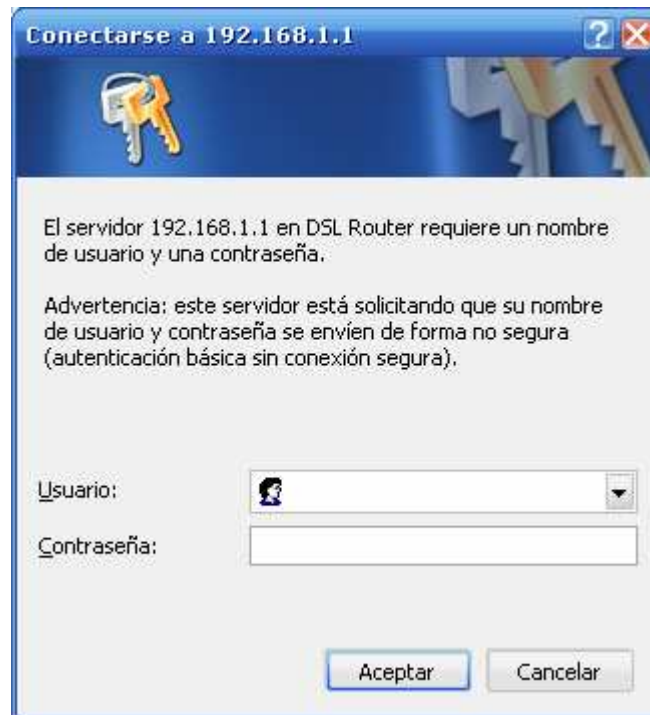 Conectarse a 192.168.1.1
El servidor 192.168.1.1 en DSL Router requiere un nombre
de usuario y una contraseña.
Advertencia: este servidor está solicitando que su nombre
de usuario y contraseña se envíen de forma no segura
(autenticación básica sin conexión segura).
Usuario:
Contraseña:
Aceptar Cancelar